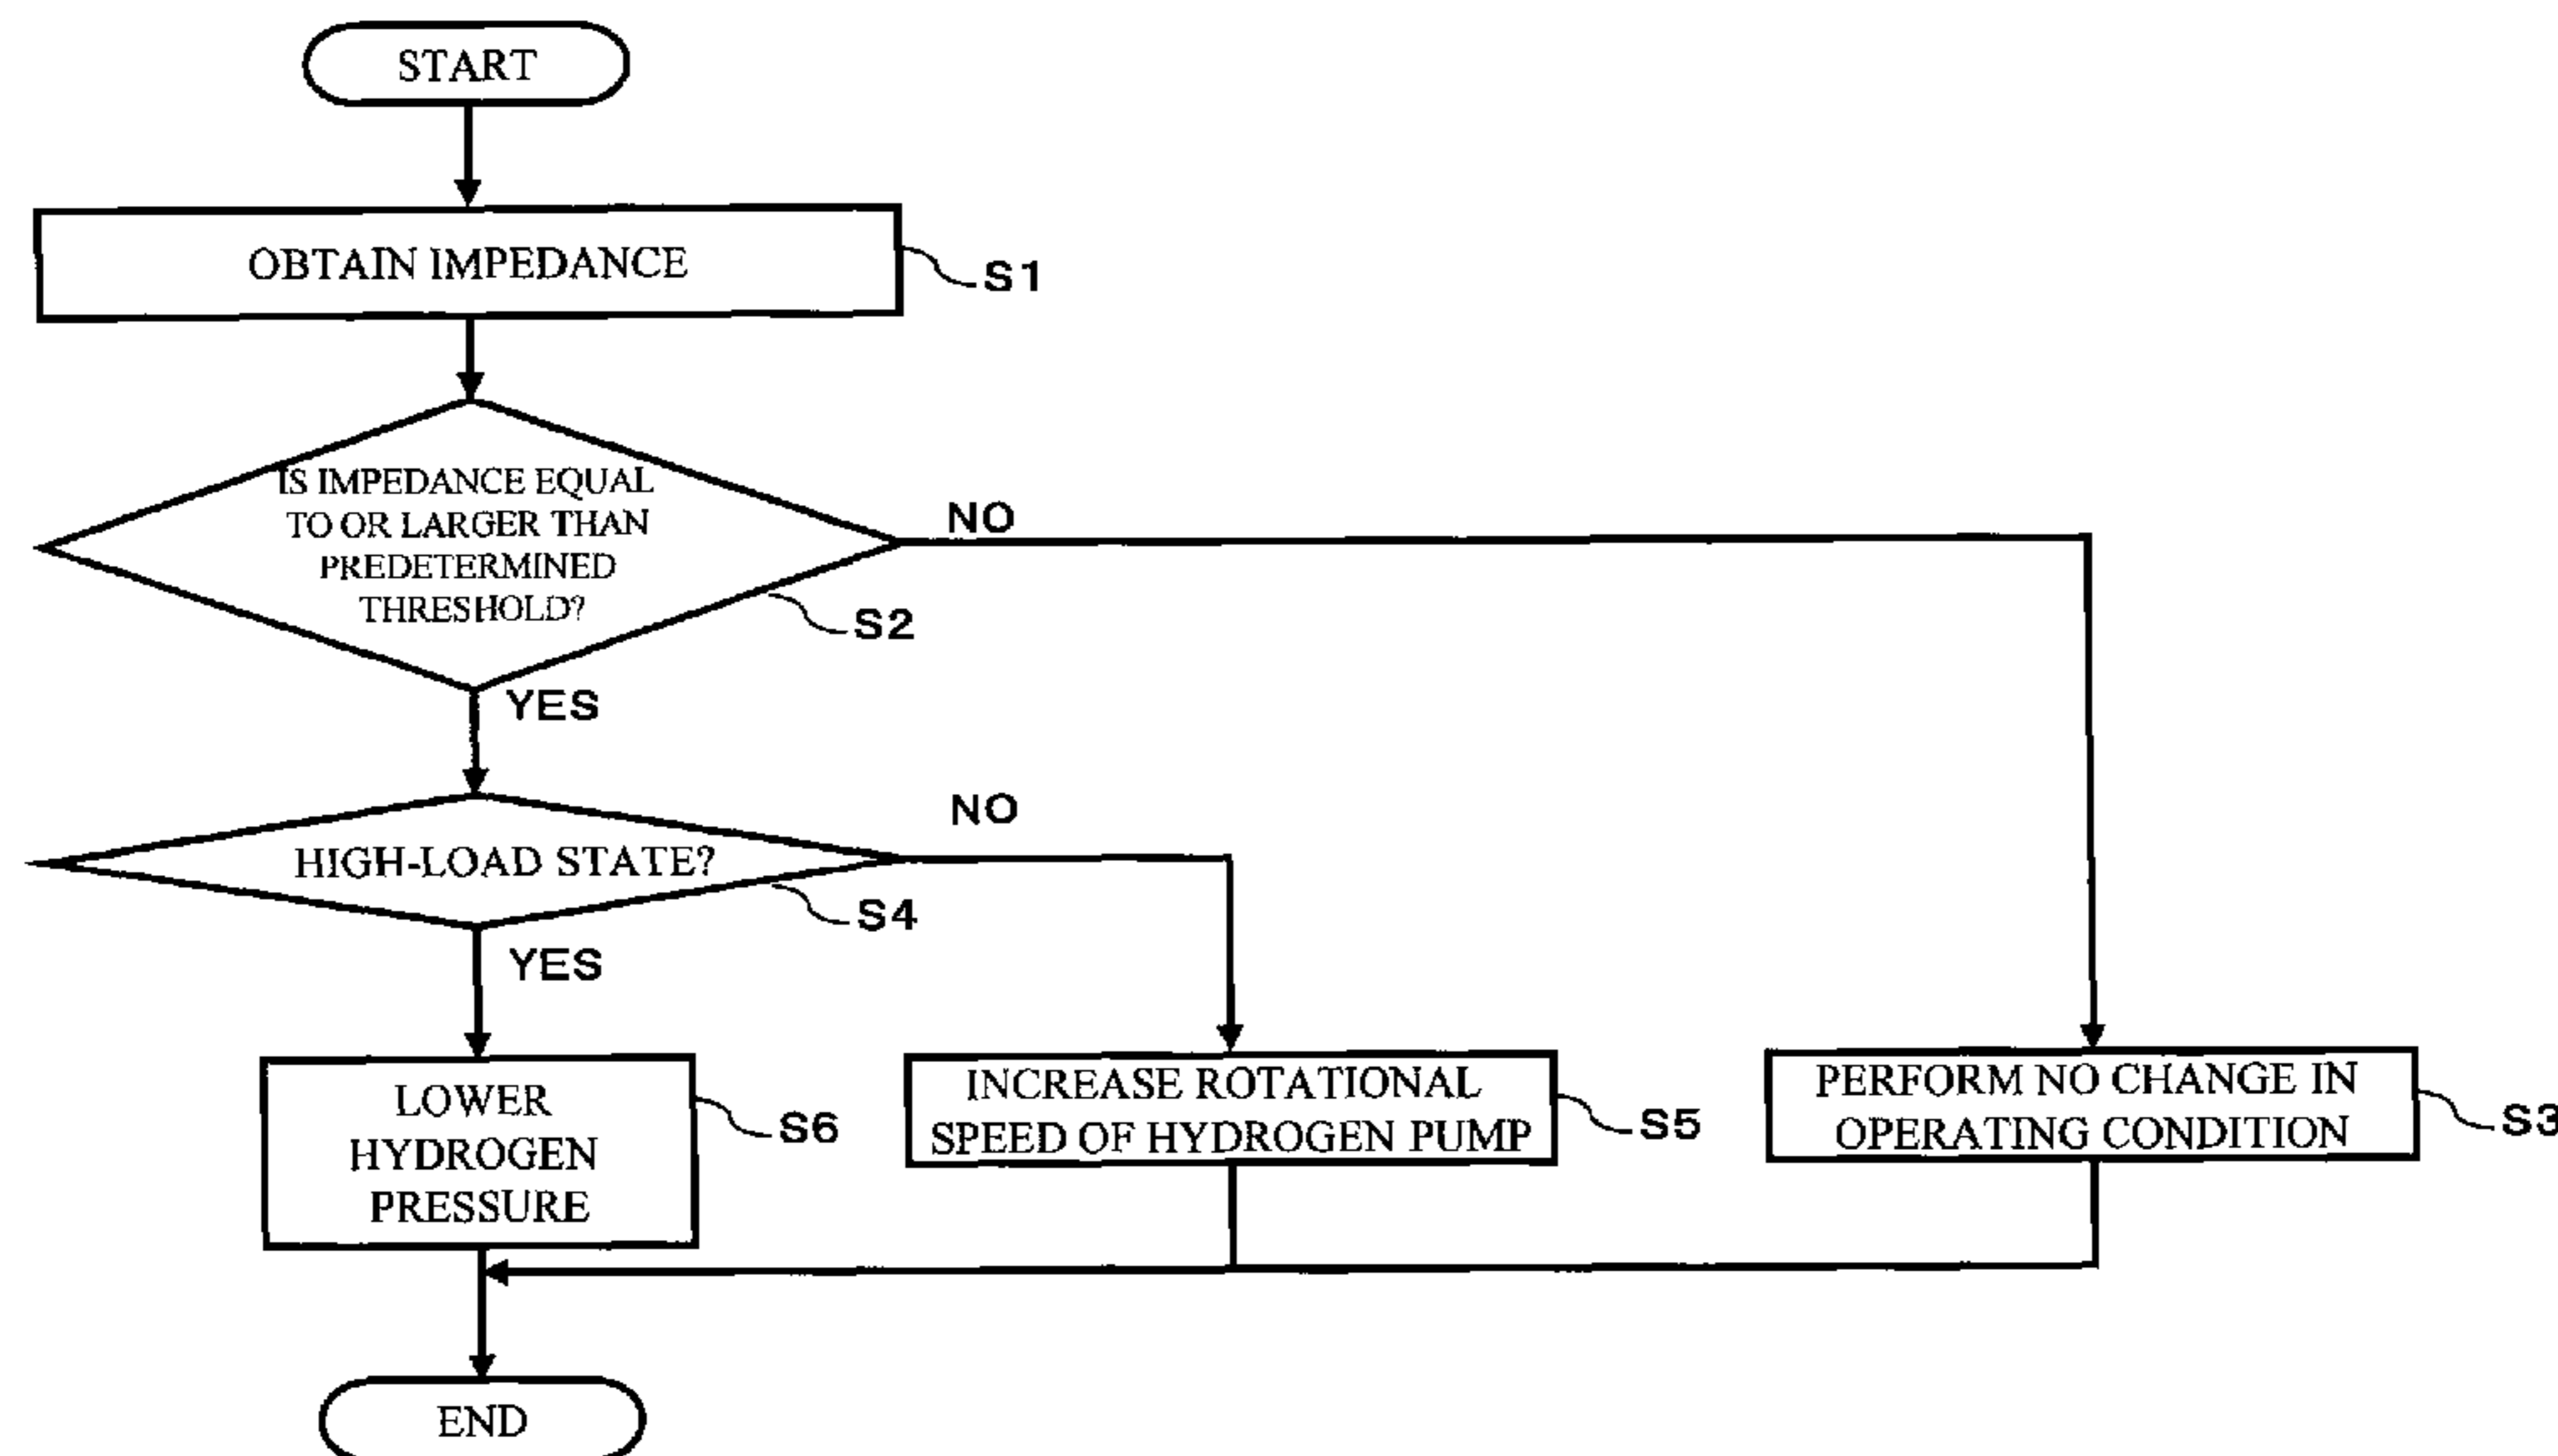 START
OBTAIN IMPEDANCE
S1
IS IMPEDANCE EQUAL
TO OR LARGER THAN
PREDETERMINED
THRESHOLD?
NO
S2
YES
HIGH-LOAD STATE?
NO
S4
YES
LOWER
HYDROGEN
PRESSURE
S6
INCREASE ROTATIONAL
SPEED OF HYDROGEN PUMP
S5
PERFORM NO CHANGE IN
OPERATING CONDITION
S3
END